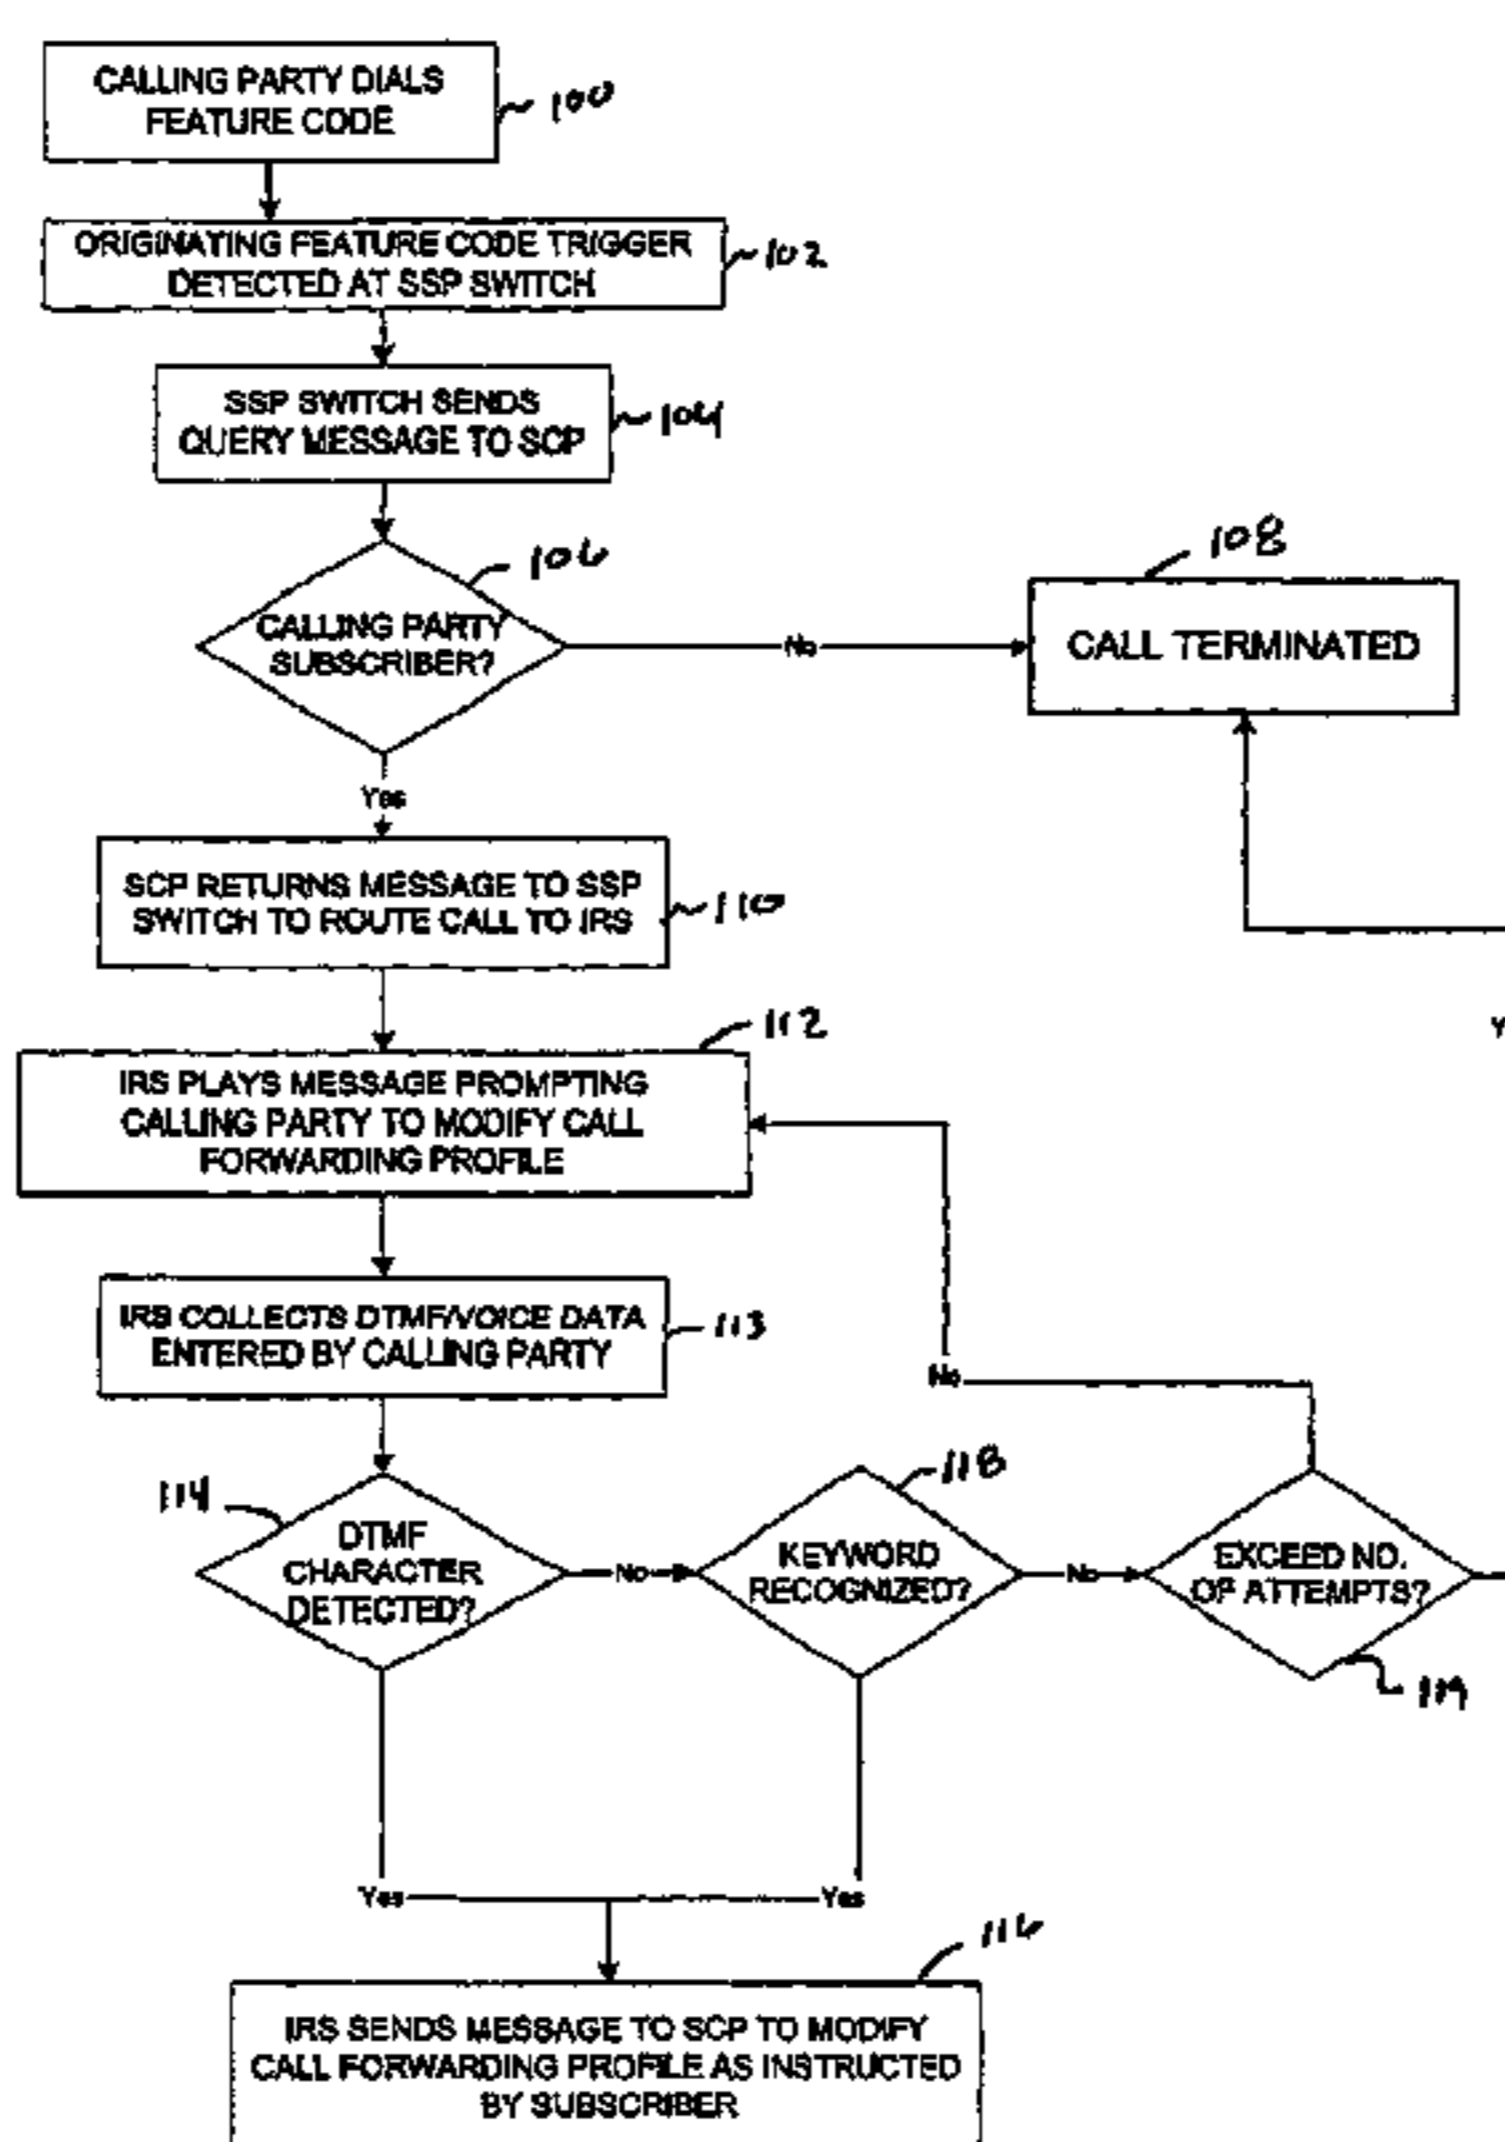 CALLING PARTY DIALS
FEATURE CODE
100
ORIGINATING FEATURE CODE TRIGGER
DETECTED AT SSP SWITCH
102
SSP SWITCH SENDS
QUERY MESSAGE TO SCP
104
106
CALLING PARTY
SUBSCRIBER?
No
108
CALL TERMINATED
Yes
SCP RETURNS MESSAGE TO SSP
SWITCH TO ROUTE CALL TO IRS
110
112
IRS PLAYS MESSAGE PROMPTING
CALLING PARTY TO MODIFY CALL
FORWARDING PROFILE
Y
IRS COLLECTS DTMF/VOICE DATA
ENTERED BY CALLING PARTY
113
No
114
DTMF
CHARACTER
DETECTED?
No
118
KEYWORD
RECOGNIZED?
No
EXCEED NO.
OF ATTEMPTS?
119
Yes
Yes
116
IRS SENDS MESSAGE TO SCP TO MODIFY
CALL FORWARDING PROFILE AS INSTRUCTED
BY SUBSCRIBER